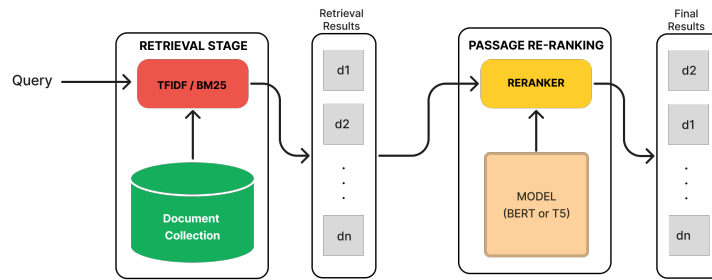 Query
RETRIEVAL STAGE
TFIDF / BM25
Document
Collection
Retrieval
Results
d1
d2
.
.
.
dn
PASSAGE RE-RANKING
RERANKER
MODEL
(BERT or T5)
Final
Results
d2
d1
.
.
.
dn